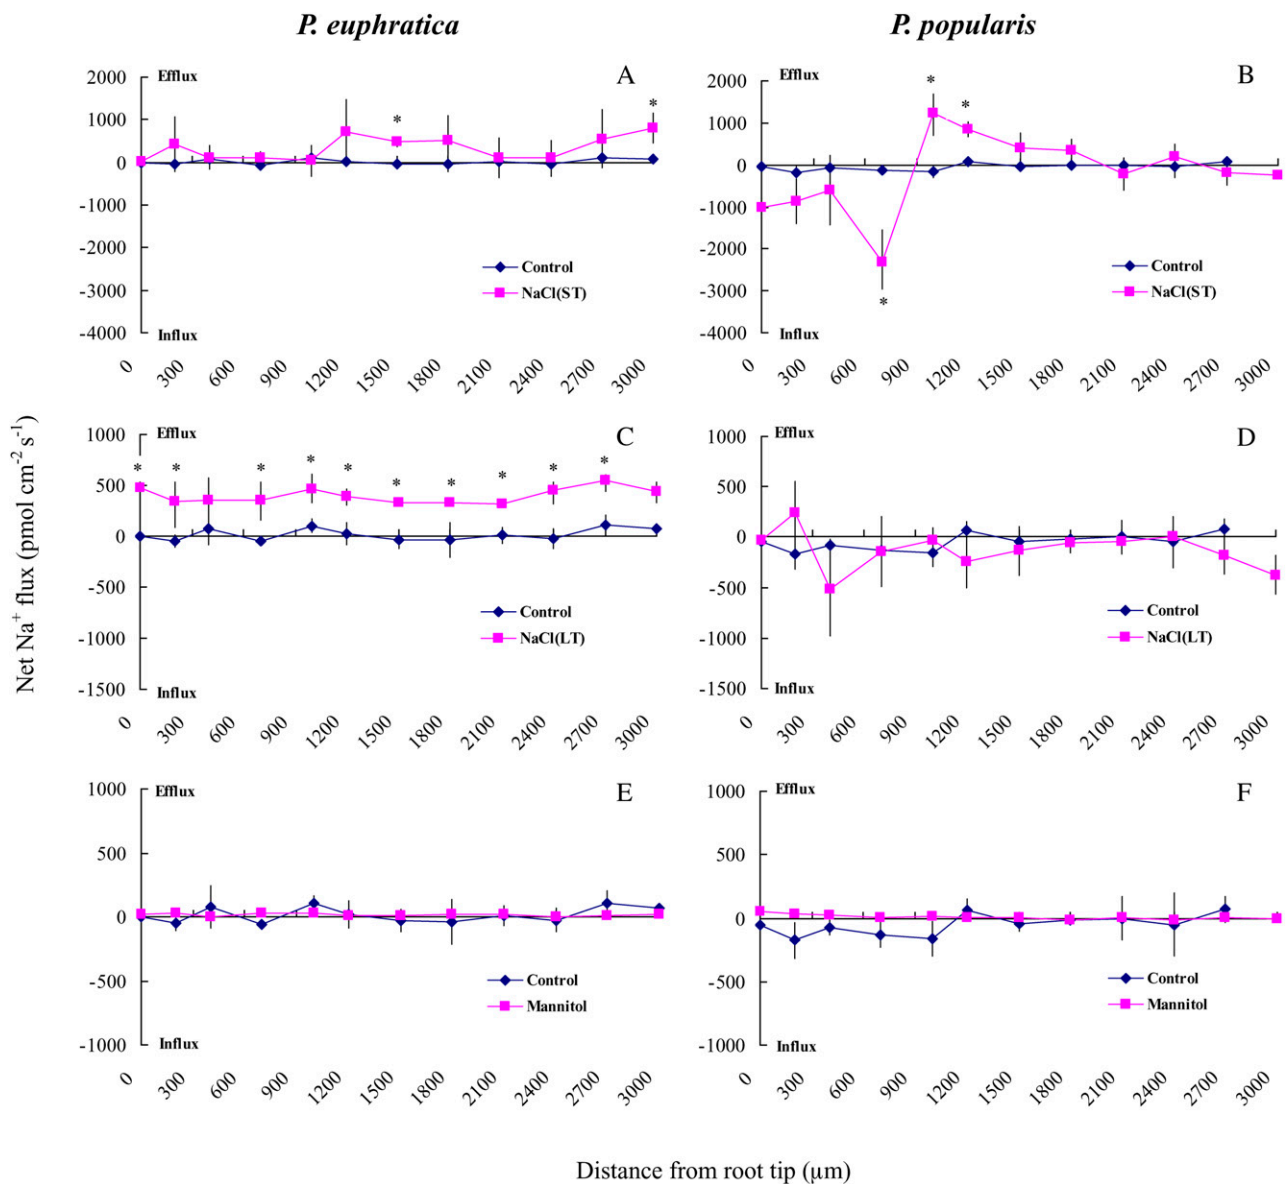 P. euphratica
P. popularis
Net Na+ flux (pmol cm-2 s-1)
A
Efflux
2000
1000
0
-1000
-2000
-3000
-4000
Influx
*
*
Control
NaCl(ST)
0 300 600 900 1200 1500 1800 2100 2400 2700 3000
B
Efflux
2000
1000
0
-1000
-2000
-3000
-4000
Influx
*
*
*
Control
NaCl(ST)
0 300 600 900 1200 1500 1800 2100 2400 2700 3000
C
Efflux
1000
500
0
-500
-1000
-1500
Influx
* * * * * * * * * *
Control
NaCl(LT)
0 300 600 900 1200 1500 1800 2100 2400 2700 3000
D
Efflux
1000
500
0
-500
-1000
-1500
Influx
Control
NaCl(LT)
0 300 600 900 1200 1500 1800 2100 2400 2700 3000
E
Efflux
1000
500
0
-500
-1000
Influx
Control
Mannitol
0 300 600 900 1200 1500 1800 2100 2400 2700 3000
F
Efflux
1000
500
0
-500
-1000
Influx
Control
Mannitol
0 300 600 900 1200 1500 1800 2100 2400 2700 3000
Distance from root tip (µm)